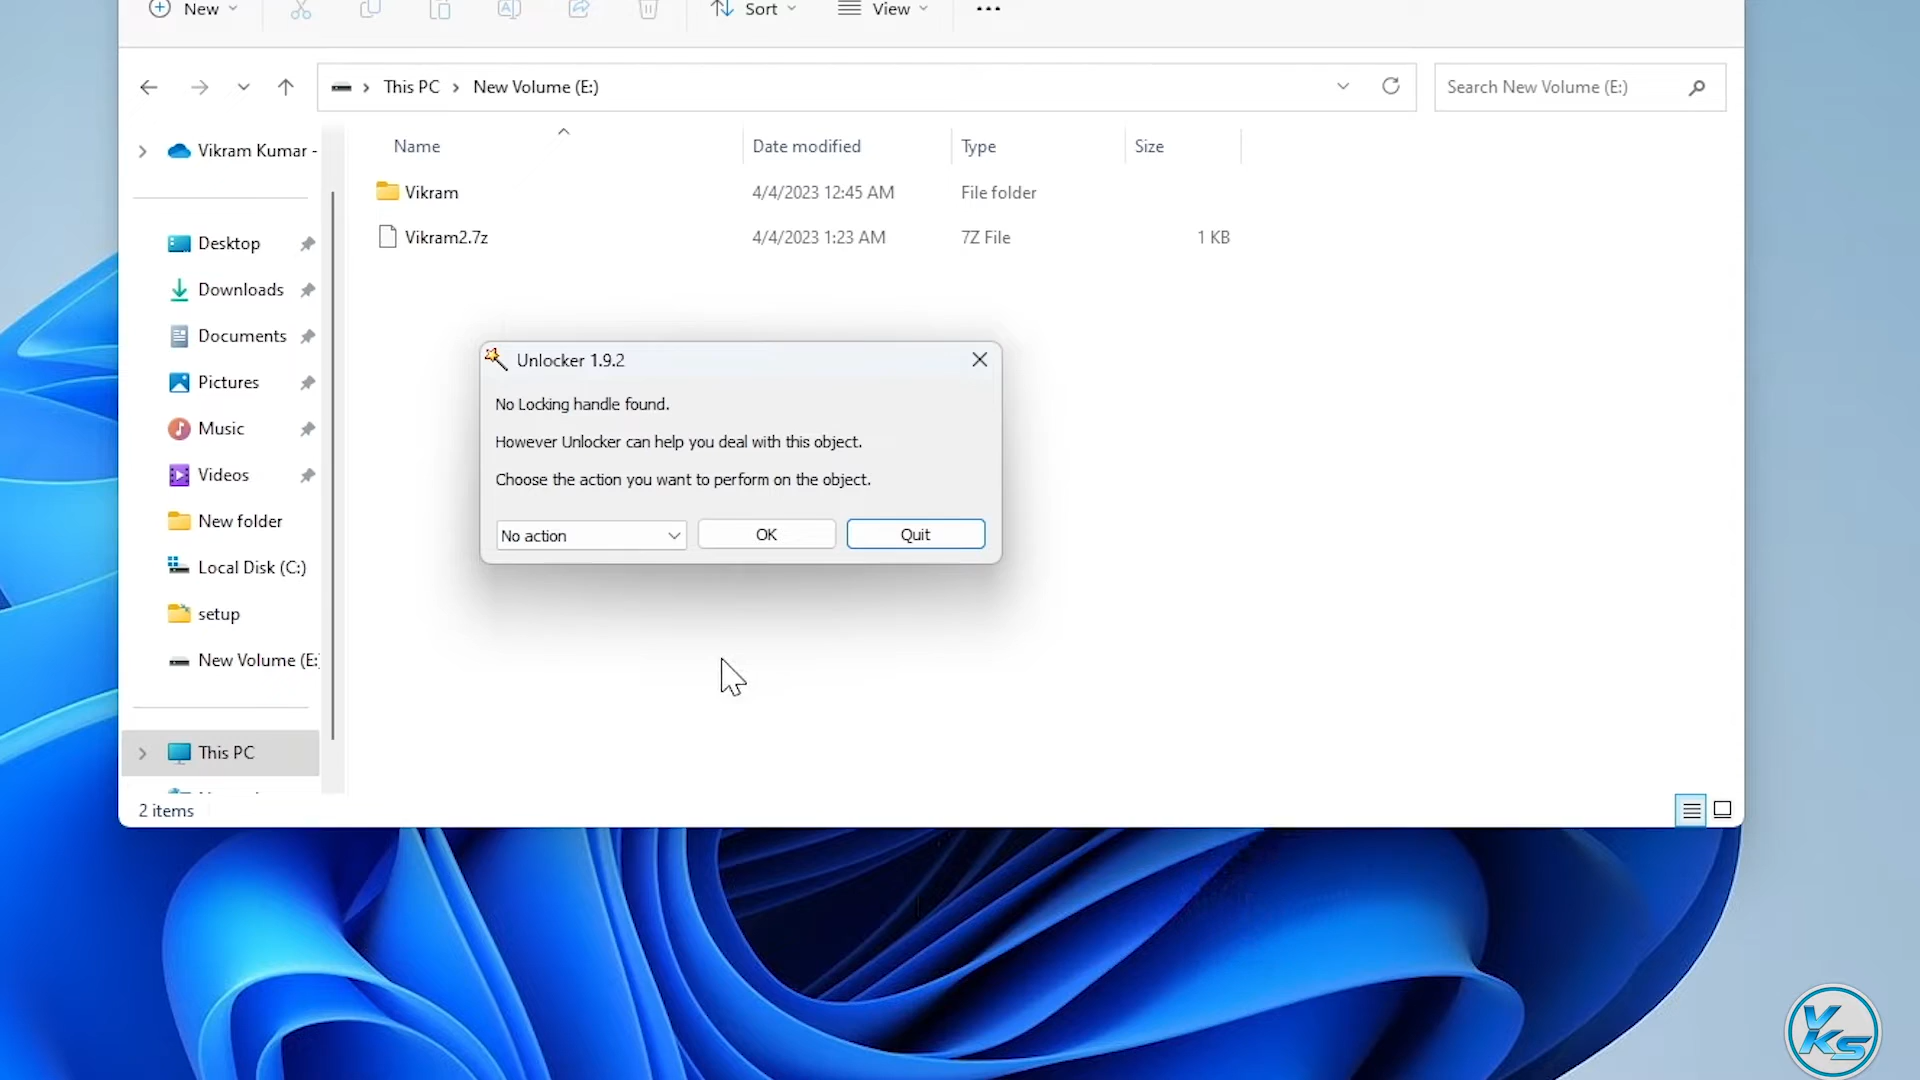 New
Sort
View
This PC
New Volume (E:)
Search New Volume (E:)
Name
Date modified
Type
Size
Vikram
4/4/2023 12:45 AM
File folder
Vikram2.7z
4/4/2023 1:23 AM
7Z File
1 KB
Vikram Kumar -
Desktop
Downloads
Documents
Pictures
Music
Videos
New folder
Local Disk (C:)
setup
New Volume (E:
This PC
2 items
Unlocker 1.9.2
No Locking handle found.
However Unlocker can help you deal with this object.
Choose the action you want to perform on the object.
No action
OK
Quit
VKS